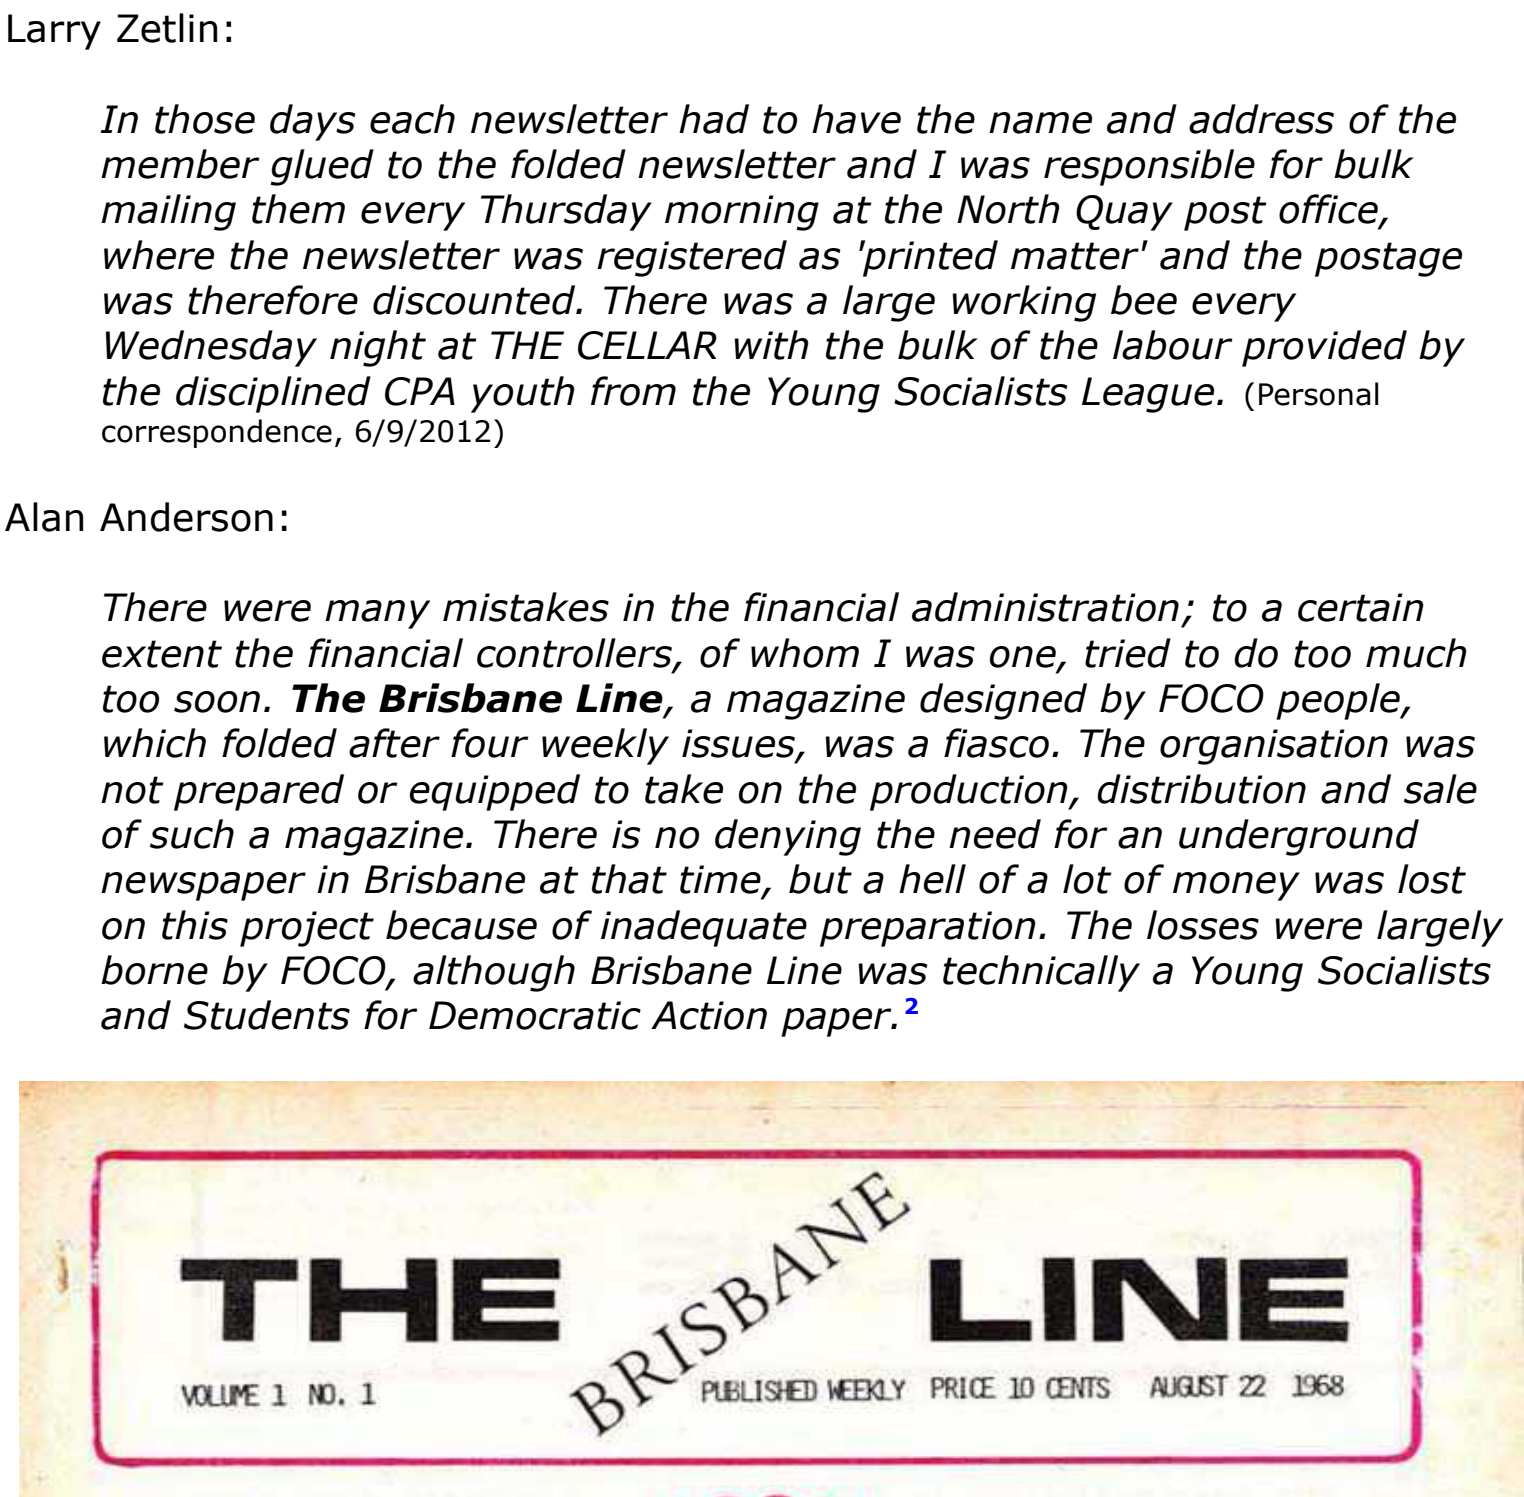 Larry Zetlin:
In those days each newsletter had to have the name and address of the
member glued to the folded newsletter and I was responsible for bulk
mailing them every Thursday morning at the North Quay post office,
where the newsletter was registered as 'printed matter' and the postage
was therefore discounted. There was a large working bee every
Wednesday night at THE CELLAR with the bulk of the labour provided by
the disciplined CPA youth from the Young Socialists League. (Personal
correspondence, 6/9/2012)
Alan Anderson:
There were many mistakes in the financial administration; to a certain
extent the financial controllers, of whom I was one, tried to do too much
too soon. The Brisbane Line, a magazine designed by FOCO people,
which folded after four weekly issues, was a fiasco. The organisation was
not prepared or equipped to take on the production, distribution and sale
of such a magazine. There is no denying the need for an underground
newspaper in Brisbane at that time, but a hell of a lot of money was lost
on this project because of inadequate preparation. The losses were largely
borne by FOCO, although Brisbane Line was technically a Young Socialists
and Students for Democratic Action paper.2
THE BRISBANE LINE
VOLUME 1 NO. 1 PUBLISHED WEEKLY PRICE 10 CENTS AUGUST 22 1968